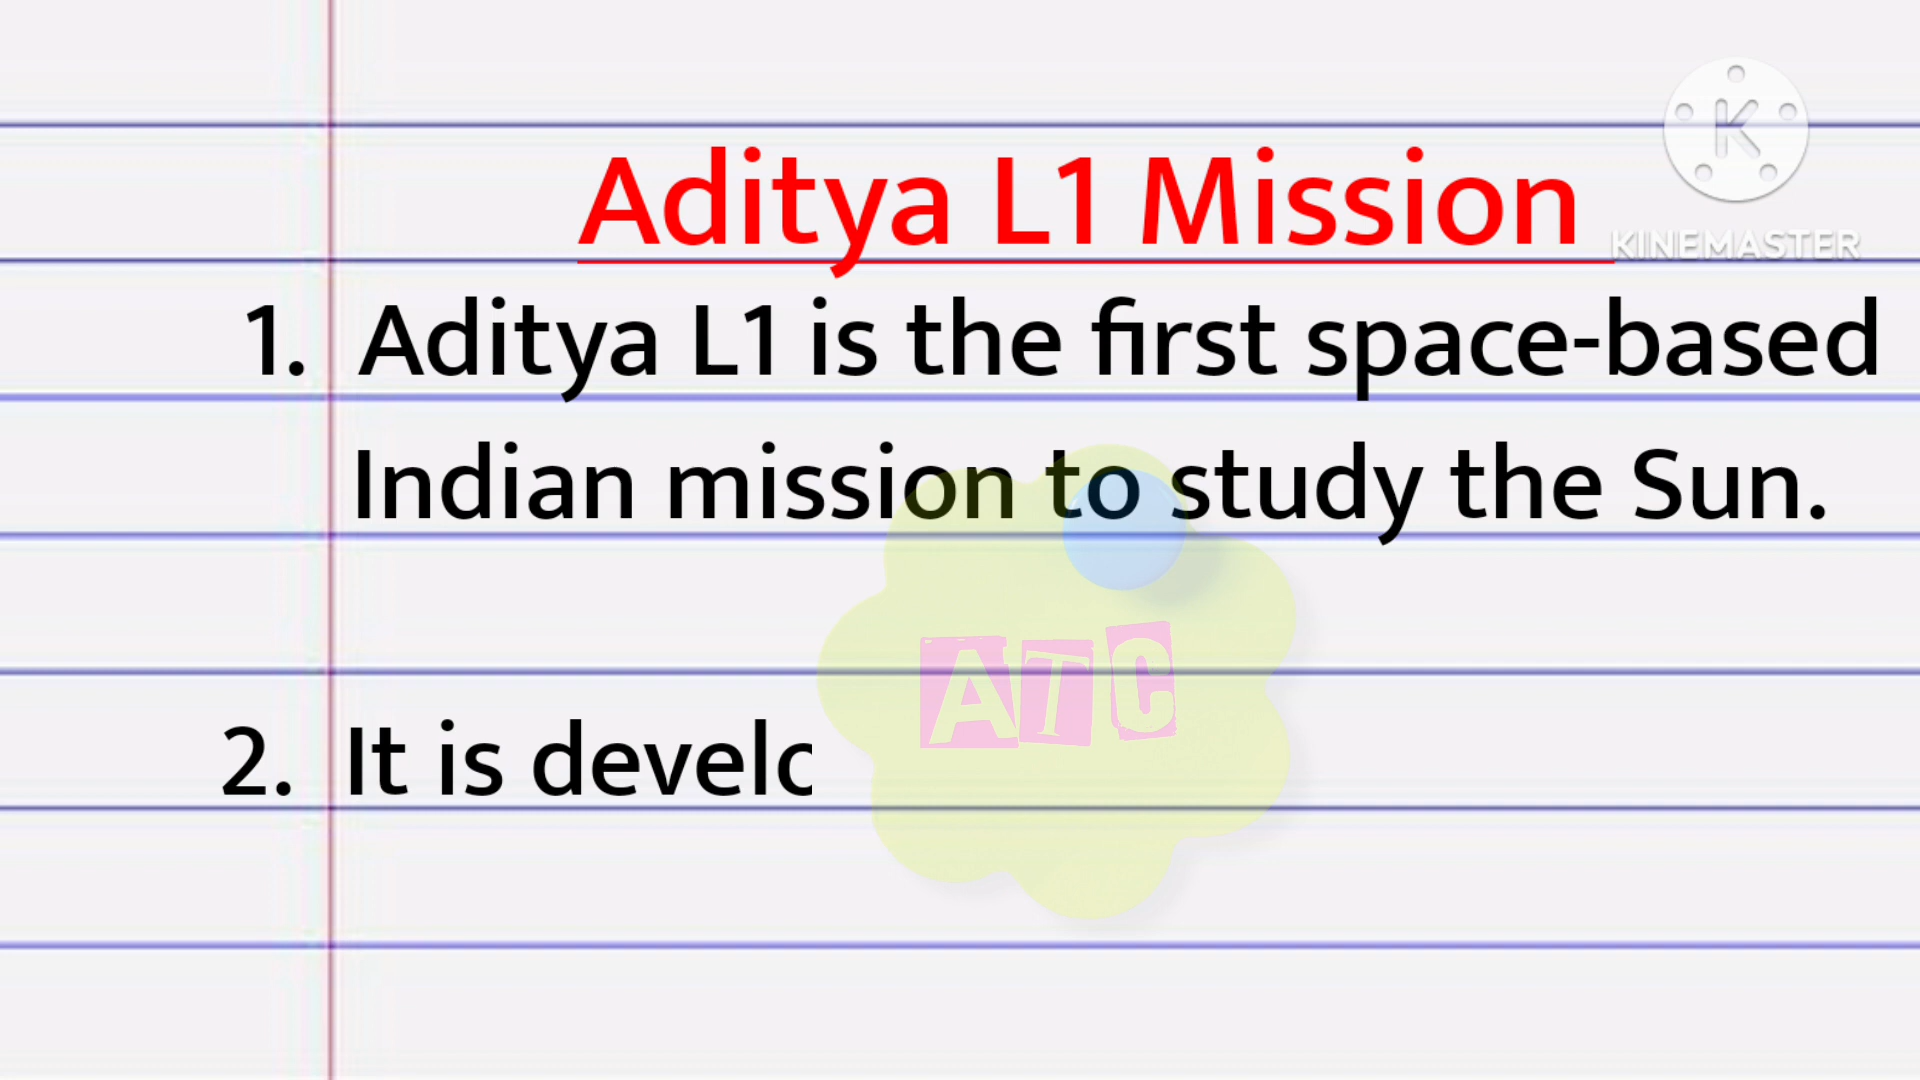 Aditya L1 Mission
KINEMASTER
1. Aditya L1 is the first space-based
Indian mission to study the Sun.
ATC
2. It is